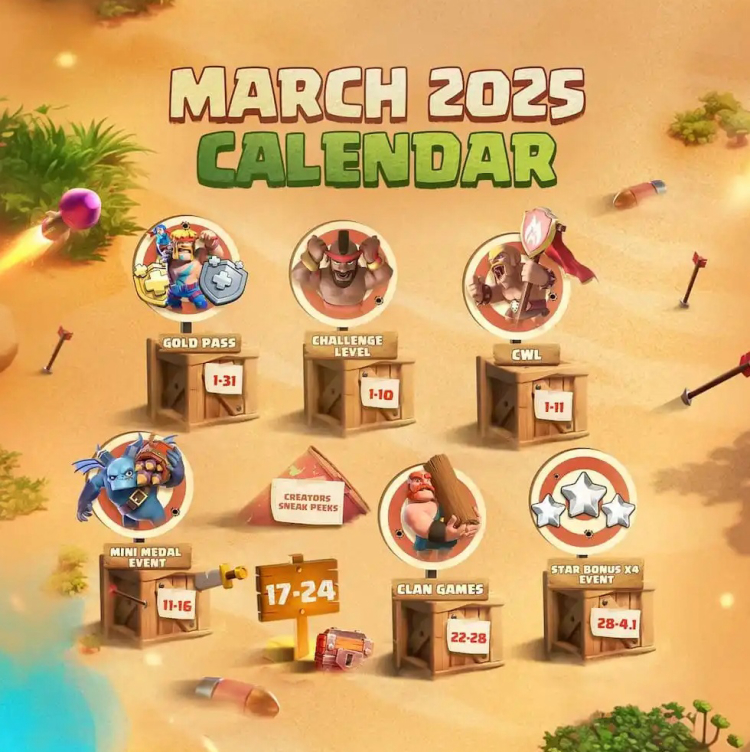 MARCH 2025
CALENDAR
GOLD PASS
1-31
CHALLENGE
LEVEL
1-10
CWL
1-11
MINI MEDAL
EVENT
11-16
CREATORS
SNEAK PEEKS
17-24
CLAN GAMES
22-28
STAR BONUS X4
EVENT
28-4.1